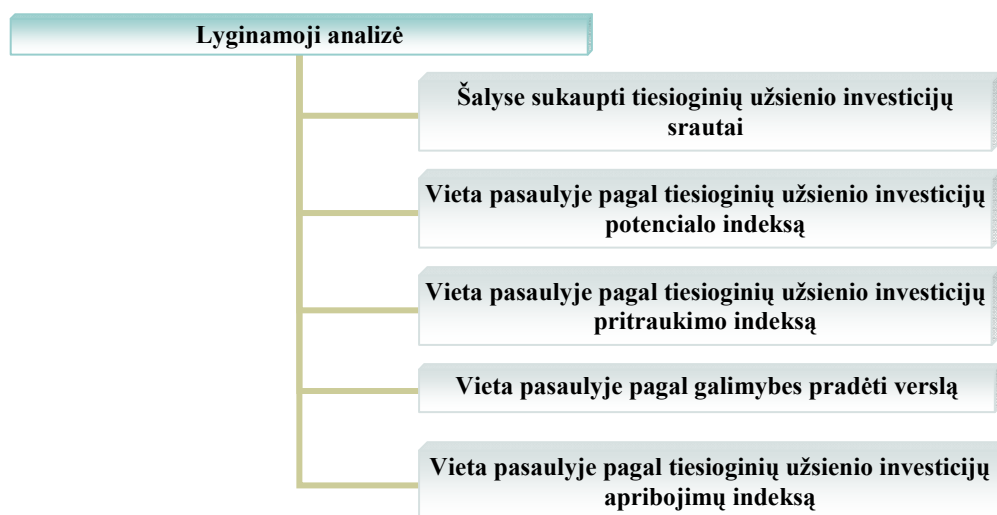 Lyginamoji analizė
Šalyse sukaupti tiesioginių užsienio investicijų
srautai
Vieta pasaulyje pagal tiesioginių užsienio investicijų
potencialo indeksą
Vieta pasaulyje pagal tiesioginių užsienio investicijų
pritraukimo indeksą
Vieta pasaulyje pagal galimybes pradėti verslą
Vieta pasaulyje pagal tiesioginių užsienio investicijų
apribojimų indeksą